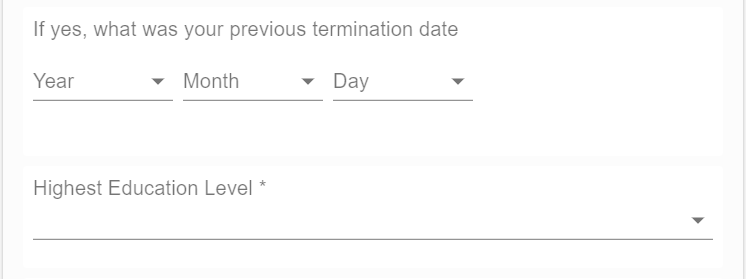 If yes, what was your previous termination date
Year Month Day
Highest Education Level *